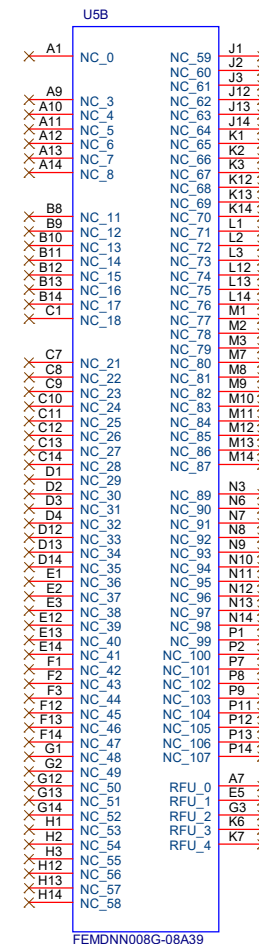 U5B
A1 NC_0
A9 NC_3
A10 NC_4
A11 NC_5
A12 NC_6
A13 NC_7
A14 NC_8
B8 NC_11
B9 NC_12
B10 NC_13
B11 NC_14
B12 NC_15
B13 NC_16
B14 NC_17
C1 NC_18
C7 NC_21
C8 NC_22
C9 NC_23
C10 NC_24
C11 NC_25
C12 NC_26
C13 NC_27
C14 NC_28
D1 NC_29
D2 NC_30
D3 NC_31
D4 NC_32
D12 NC_33
D13 NC_34
D14 NC_35
E1 NC_36
E2 NC_37
E3 NC_38
E12 NC_39
E13 NC_40
E14 NC_41
F1 NC_42
F2 NC_43
F3 NC_44
F12 NC_45
F13 NC_46
F14 NC_47
G1 NC_48
G2 NC_49
G12 NC_50
G13 NC_51
G14 NC_52
H1 NC_53
H2 NC_54
H3 NC_55
H12 NC_56
H13 NC_57
H14 NC_58
NC_59 J1
NC_60 J2
NC_61 J3
NC_62 J12
NC_63 J13
NC_64 J14
NC_65 K1
NC_66 K2
NC_67 K3
NC_68 K12
NC_69 K13
NC_70 K14
NC_71 L1
NC_72 L2
NC_73 L3
NC_74 L12
NC_75 L13
NC_76 L14
NC_77 M1
NC_78 M2
NC_79 M3
NC_80 M7
NC_81 M8
NC_82 M9
NC_83 M10
NC_84 M11
NC_85 M12
NC_86 M13
NC_87 M14
NC_89 N3
NC_90 N6
NC_91 N7
NC_92 N8
NC_93 N9
NC_94 N10
NC_95 N11
NC_96 N12
NC_97 N13
NC_98 N14
NC_99 P1
NC_100 P2
NC_101 P7
NC_102 P8
NC_103 P9
NC_104 P11
NC_105 P12
NC_106 P13
NC_107 P14
RFU_0 A7
RFU_1 E5
RFU_2 G3
RFU_3 K6
RFU_4 K7
FEMDNN008G-08A39